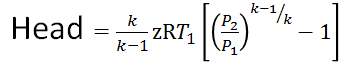 Head = k/(k-1) zRT₁ [(P₂/P₁)^((k-1)/k) - 1]